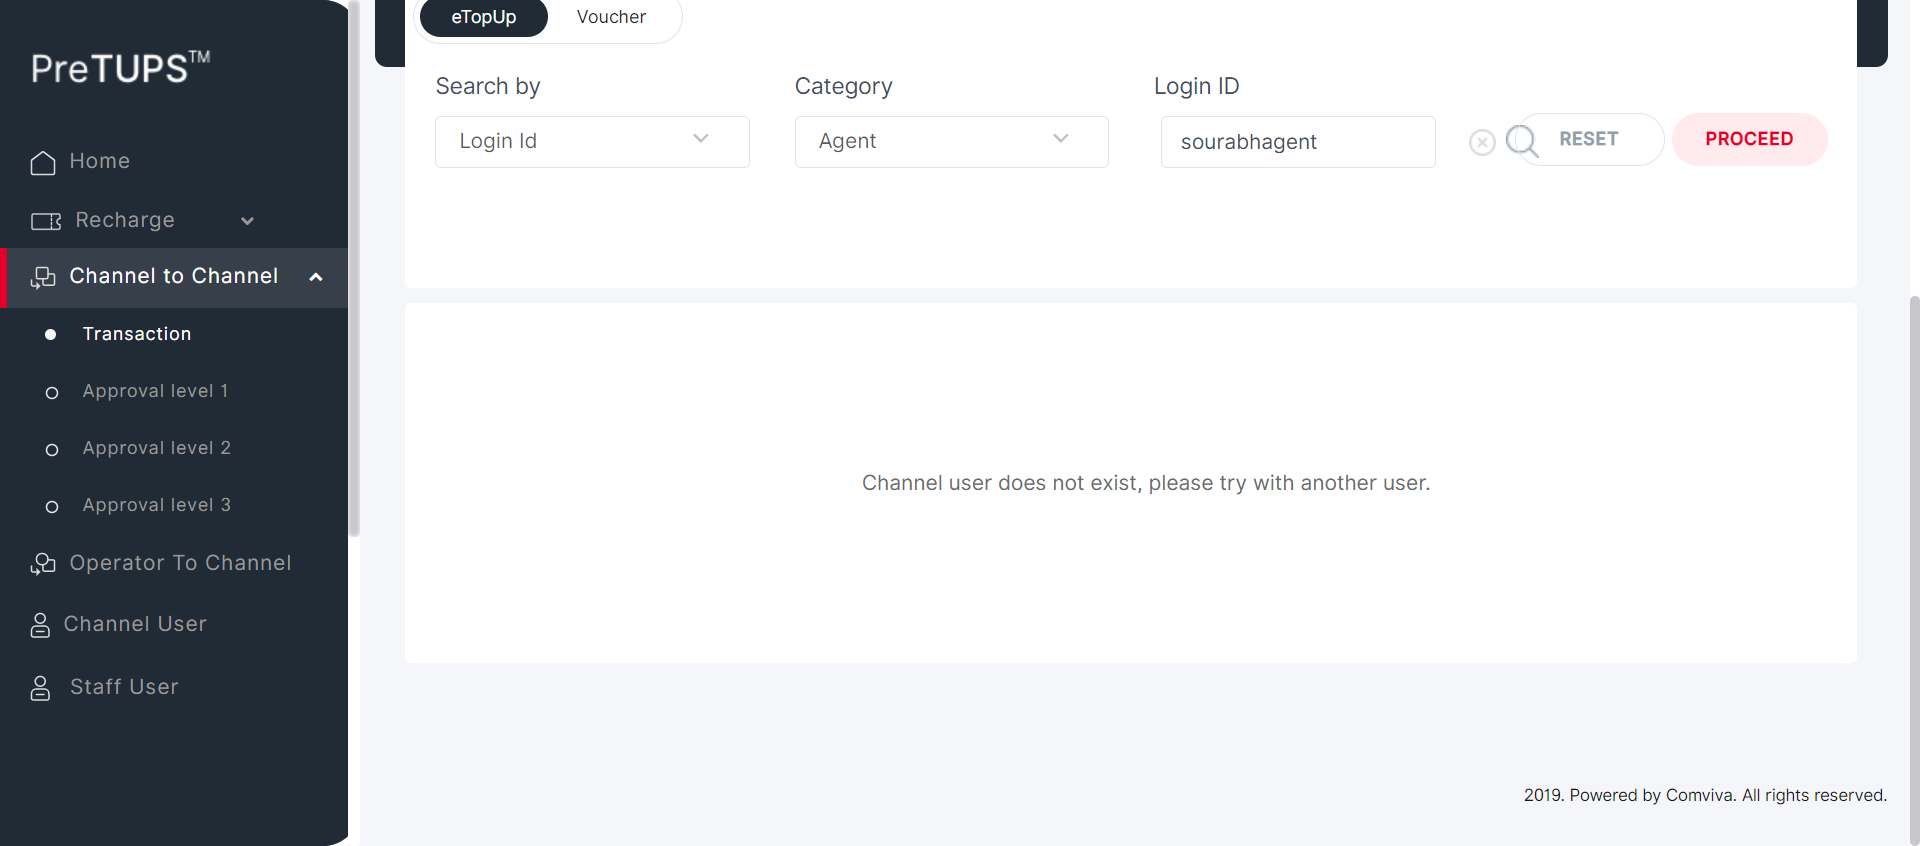 PreTUPS™
Home
Recharge
Channel to Channel
Transaction
Approval level 1
Approval level 2
Approval level 3
Operator To Channel
Channel User
Staff User
eTopUp Voucher
Search by Category Login ID
Login Id Agent sourabhagent RESET PROCEED
Channel user does not exist, please try with another user.
2019. Powered by Comviva. All rights reserved.